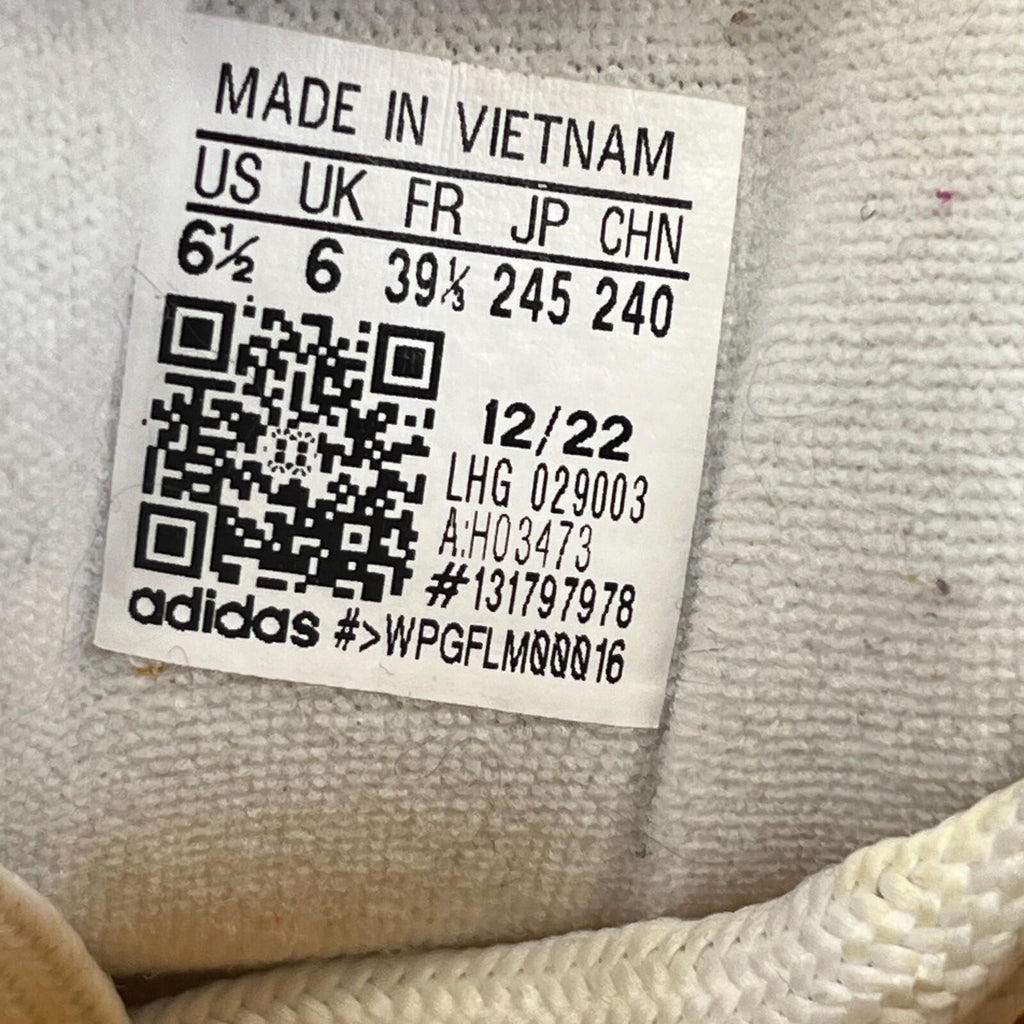 MADE IN VIETNAM
US UK FR JP CHN
6½ 6 39⅓ 245 240
12/22
LHG 029003
A:H03473
#131797978
adidas #>WPGFLM00016